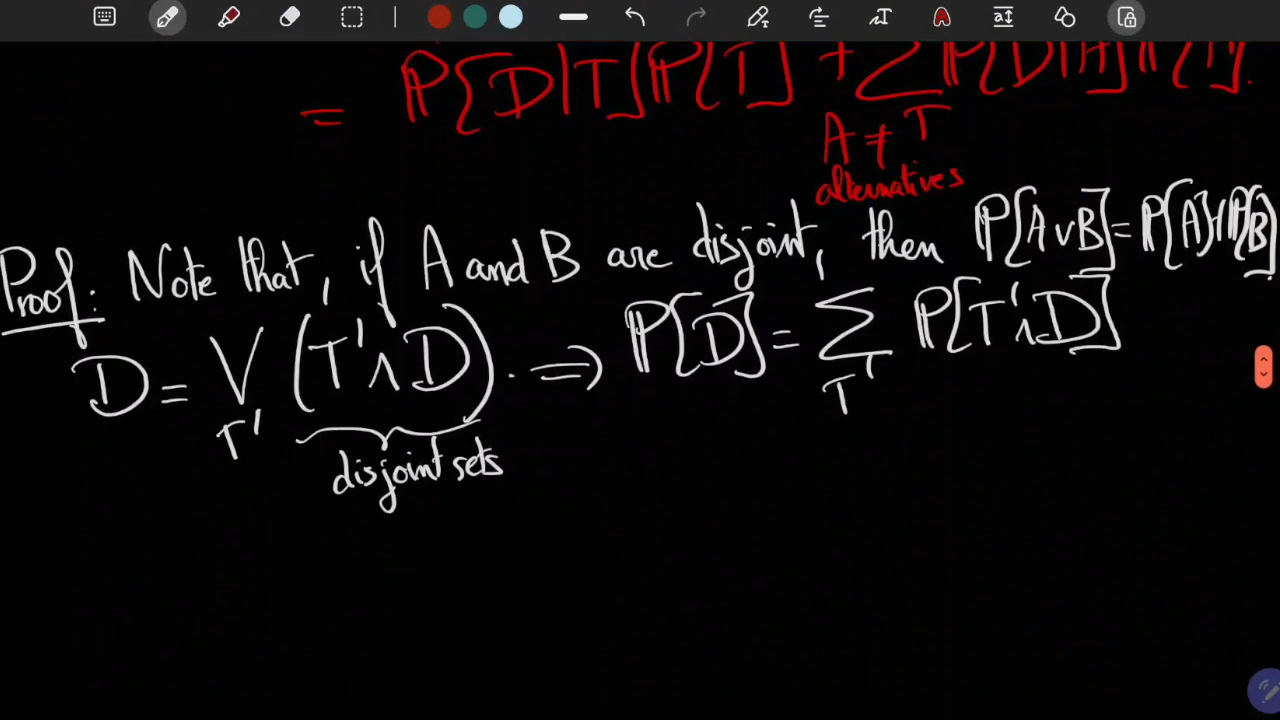 = ℙ[D|T]ℙ[T] + ∑ ℙ[D|A]ℙ[T].
A ≠ T
alternatives
Proof: Note that, if A and B are disjoint, then ℙ[A∨B] = ℙ[A]+ℙ[B]
D = ⋁ (T'∧D). ⇒ ℙ[D] = ∑ ℙ[T'∧D]
T' T'
disjoint sets